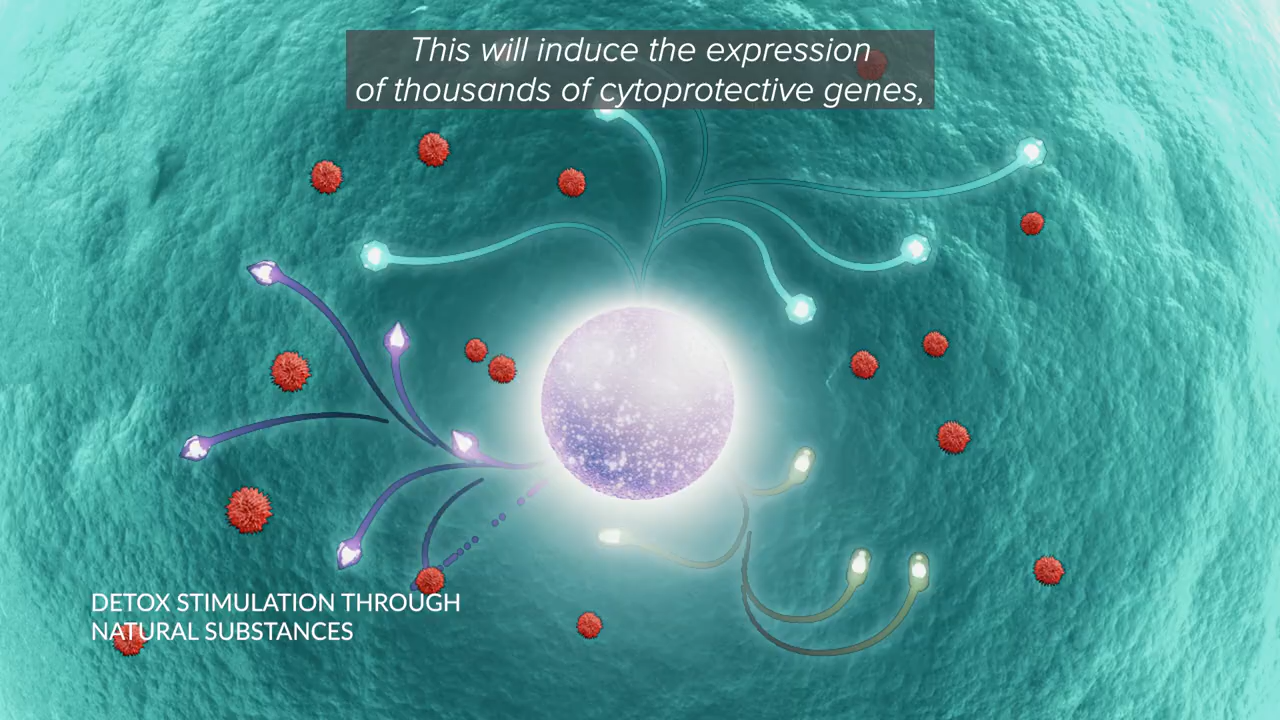 This will induce the expression
of thousands of cytoprotective genes,
DETOX STIMULATION THROUGH
NATURAL SUBSTANCES